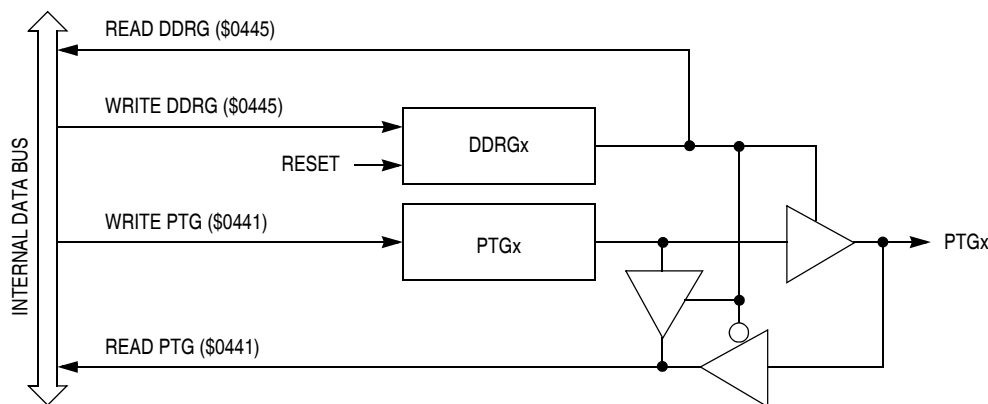 READ DDRG ($0445)
WRITE DDRG ($0445)
DDRGx
RESET
INTERNAL DATA BUS
WRITE PTG ($0441)
PTGx
PTGx
READ PTG ($0441)